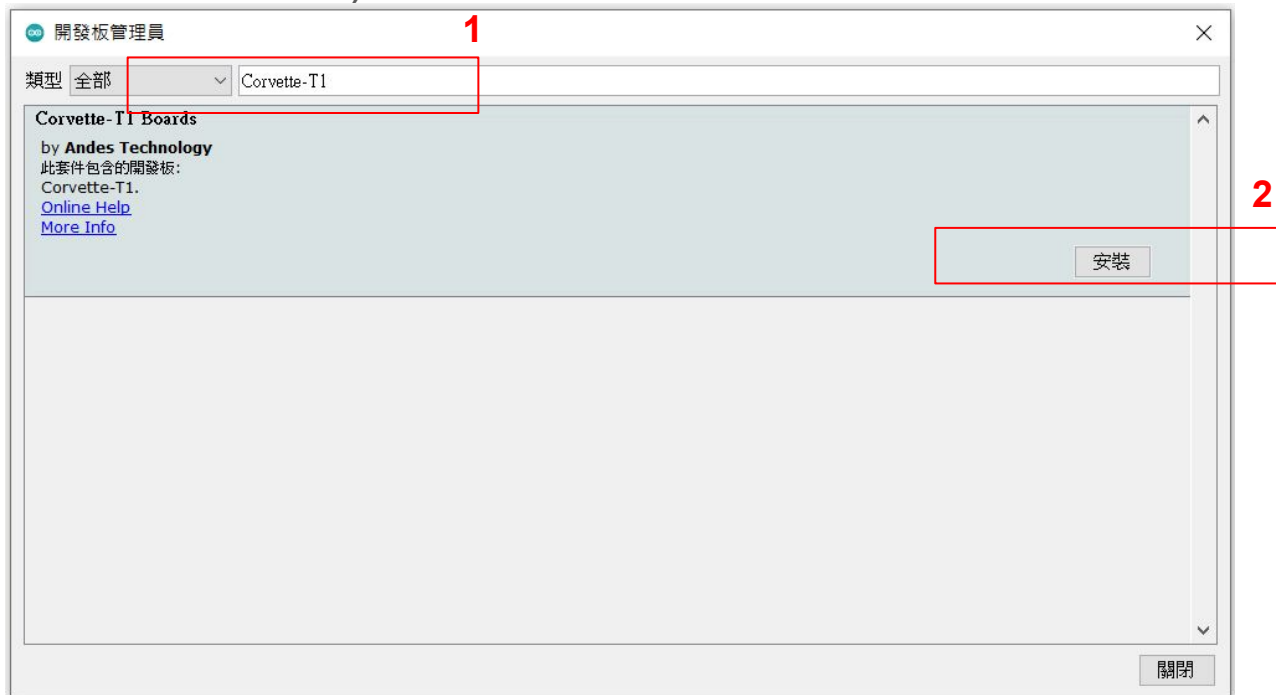 開發板管理員
1
類型 全部 Corvette-T1
Corvette-T1 Boards
by Andes Technology
此套件包含的開發板:
Corvette-T1.
Online Help
More Info
2
安裝
關閉